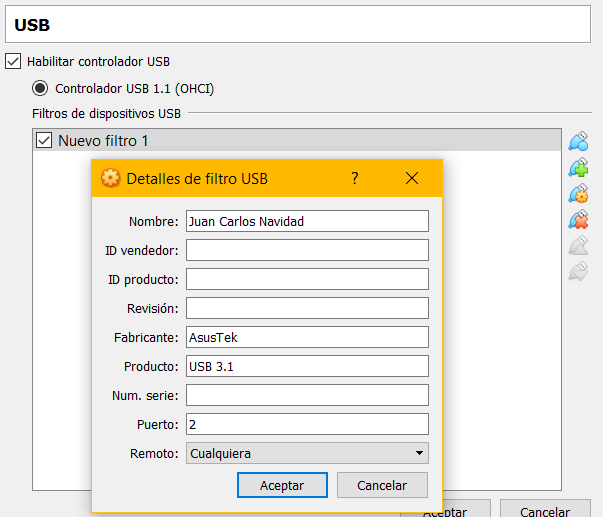 USB
Habilitar controlador USB
Controlador USB 1.1 (OHCI)
Filtros de dispositivos USB
Nuevo filtro 1
Detalles de filtro USB ?
Nombre: Juan Carlos Navidad
ID vendedor:
ID producto:
Revisión:
Fabricante: AsusTek
Producto: USB 3.1
Num. serie:
Puerto: 2
Remoto: Cualquiera
Aceptar Cancelar
Aceptar Cancelar